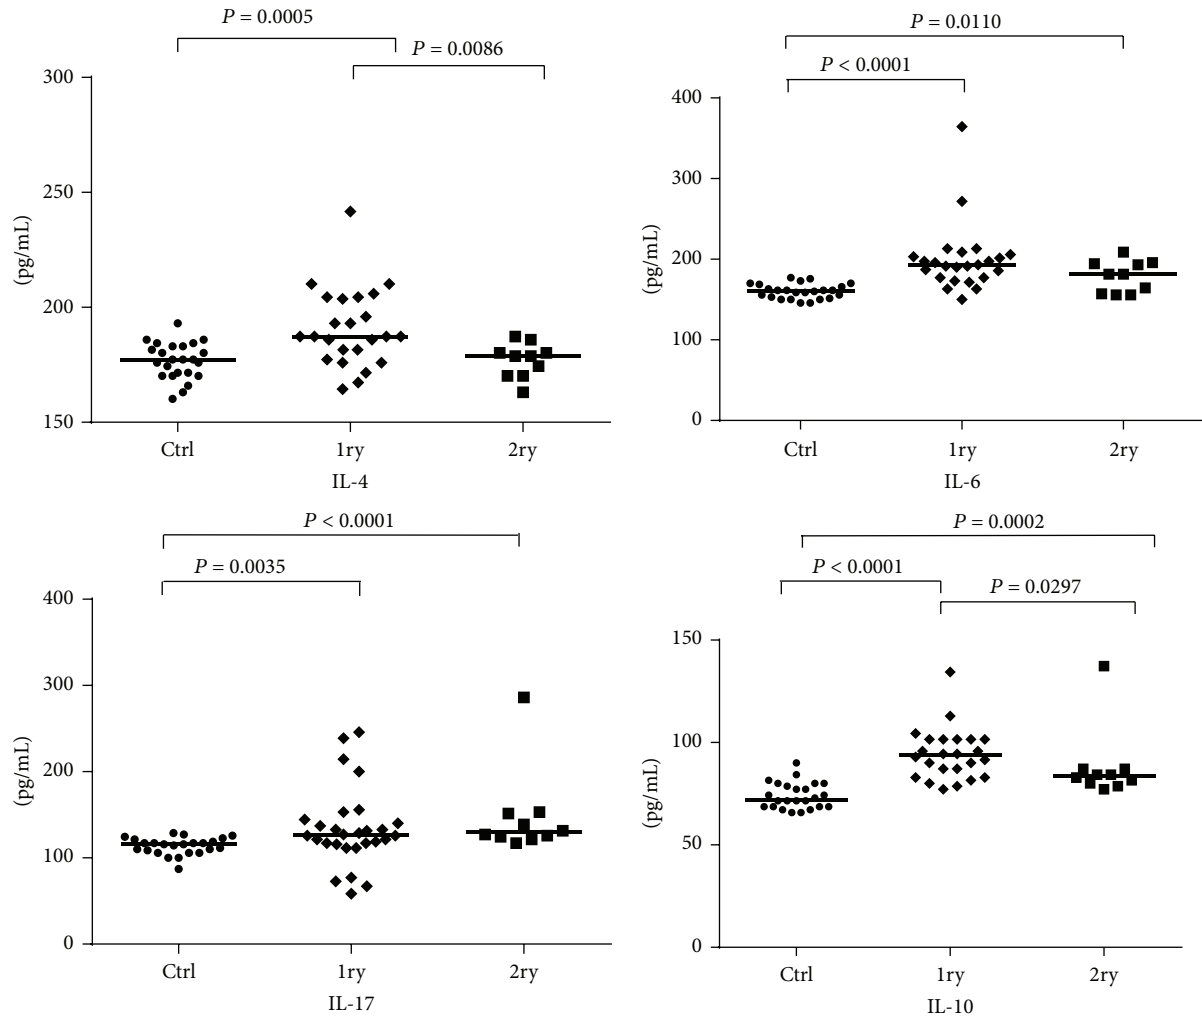 P = 0.0005
P = 0.0086
300
250
200
150
(pg/mL)
Ctrl 1ry 2ry
IL-4
P = 0.0110
P < 0.0001
400
300
200
100
0
(pg/mL)
Ctrl 1ry 2ry
IL-6
P < 0.0001
P = 0.0035
400
300
200
100
0
(pg/mL)
Ctrl 1ry 2ry
IL-17
P = 0.0002
P < 0.0001
P = 0.0297
150
100
50
0
(pg/mL)
Ctrl 1ry 2ry
IL-10